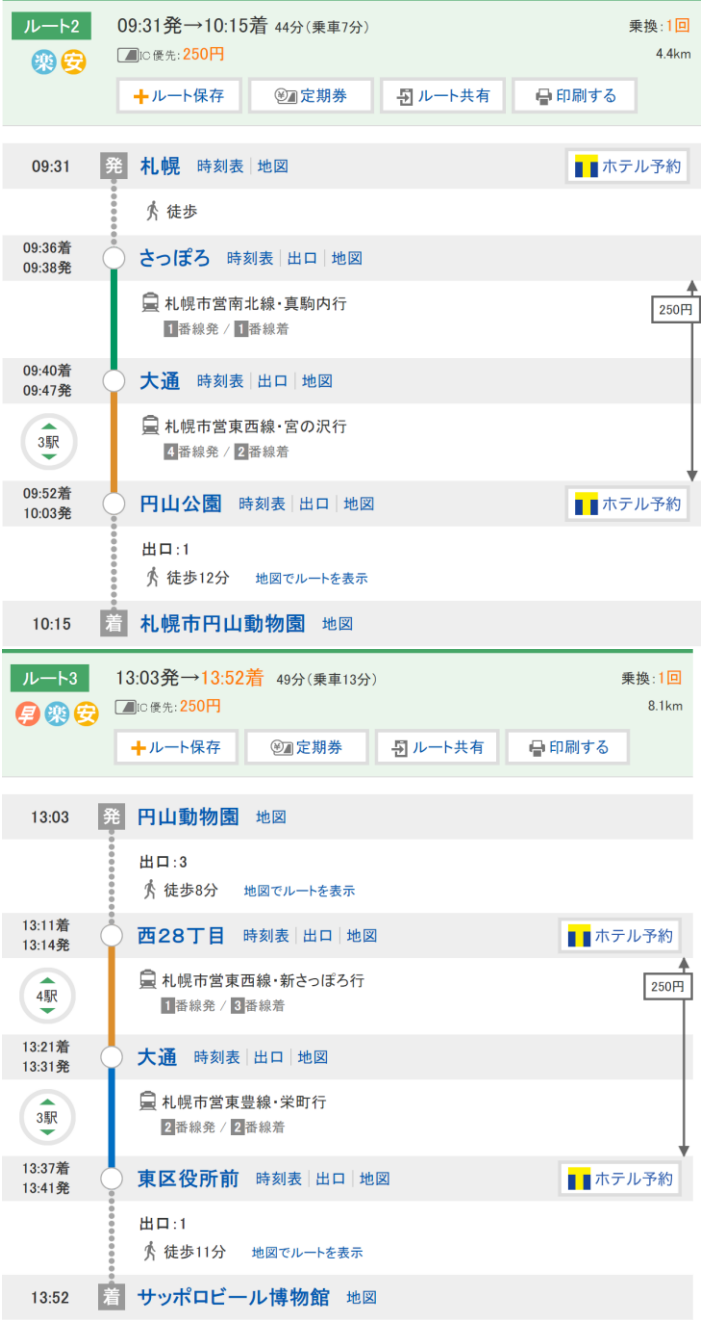 ルート2 09:31発→10:15着 44分(乗車7分) 乗換:1回
楽 安 IC優先:250円 4.4km
ルート保存 定期券 ルート共有 印刷する
09:31 発 札幌 時刻表 地図 ホテル予約
徒歩
09:36着
09:38発
さっぽろ 時刻表 出口 地図
札幌市営南北線・真駒内行
1番線発 / 1番線着
250円
09:40着
09:47発
大通 時刻表 出口 地図
札幌市営東西線・宮の沢行
3駅
4番線発 / 2番線着
09:52着
10:03発
円山公園 時刻表 出口 地図 ホテル予約
出口:1
徒歩12分 地図でルートを表示
10:15 着 札幌市円山動物園 地図
ルート3 13:03発→13:52着 49分(乗車13分) 乗換:1回
早 楽 安 IC優先:250円 8.1km
ルート保存 定期券 ルート共有 印刷する
13:03 発 円山動物園 地図
出口:3
徒歩8分 地図でルートを表示
13:11着
13:14発
西28丁目 時刻表 出口 地図 ホテル予約
札幌市営東西線・新さっぽろ行
4駅
1番線発 / 3番線着
250円
13:21着
13:31発
大通 時刻表 出口 地図
札幌市営東豊線・栄町行
3駅
2番線発 / 2番線着
13:37着
13:41発
東区役所前 時刻表 出口 地図 ホテル予約
出口:1
徒歩11分 地図でルートを表示
13:52 着 サッポロビール博物館 地図